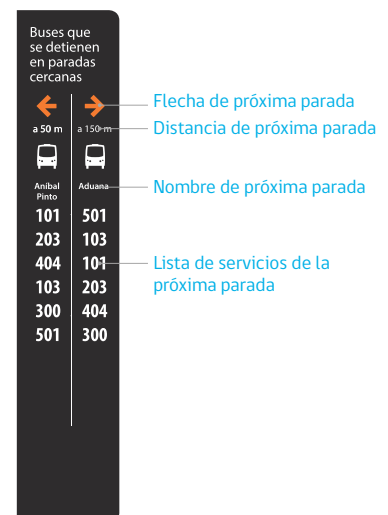 Buses que
se detienen
en paradas
cercanas
a 50 m
a 150 m
Aníbal
Pinto
Aduana
101 501
203 103
404 101
103 203
300 404
501 300
Flecha de próxima parada
Distancia de próxima parada
Nombre de próxima parada
Lista de servicios de la
próxima parada